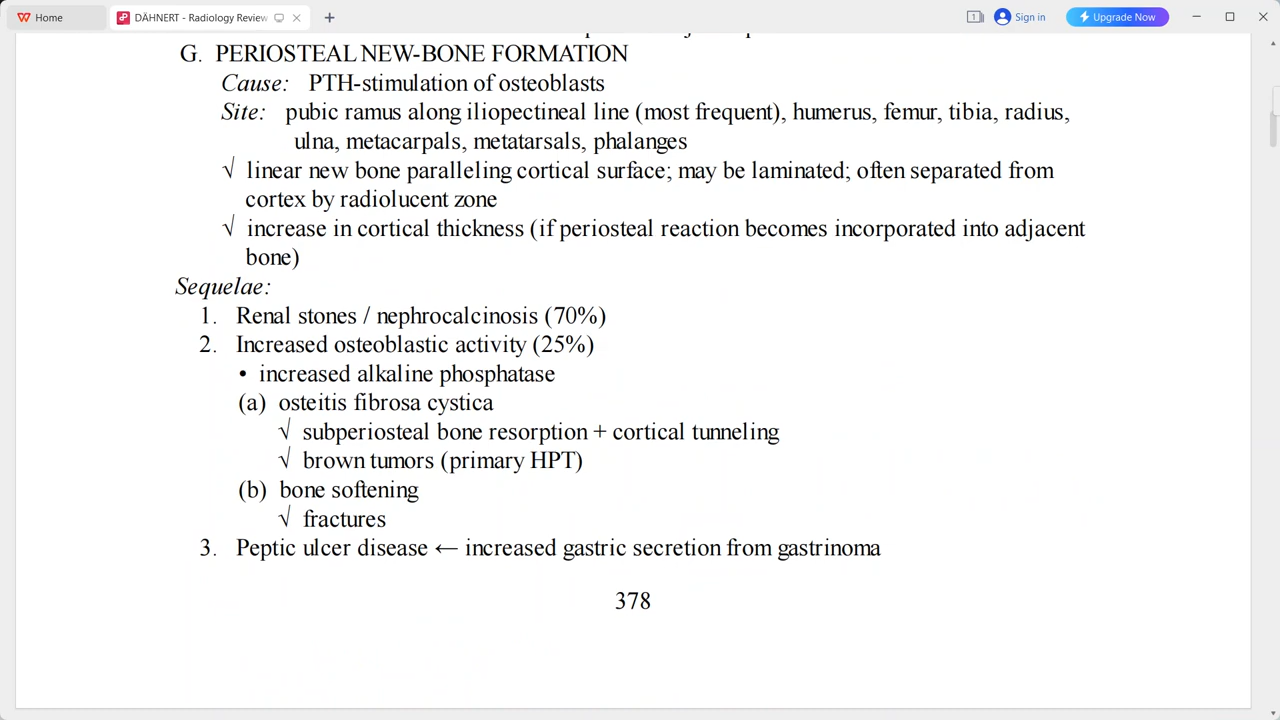 Home
DÄHNERT - Radiology Review
1
Sign in
Upgrade Now
G. PERIOSTEAL NEW-BONE FORMATION
Cause: PTH-stimulation of osteoblasts
Site: pubic ramus along iliopectineal line (most frequent), humerus, femur, tibia, radius,
ulna, metacarpals, metatarsals, phalanges
√ linear new bone paralleling cortical surface; may be laminated; often separated from
cortex by radiolucent zone
√ increase in cortical thickness (if periosteal reaction becomes incorporated into adjacent
bone)
Sequelae:
1. Renal stones / nephrocalcinosis (70%)
2. Increased osteoblastic activity (25%)
• increased alkaline phosphatase
(a) osteitis fibrosa cystica
√ subperiosteal bone resorption + cortical tunneling
√ brown tumors (primary HPT)
(b) bone softening
√ fractures
3. Peptic ulcer disease ← increased gastric secretion from gastrinoma
378